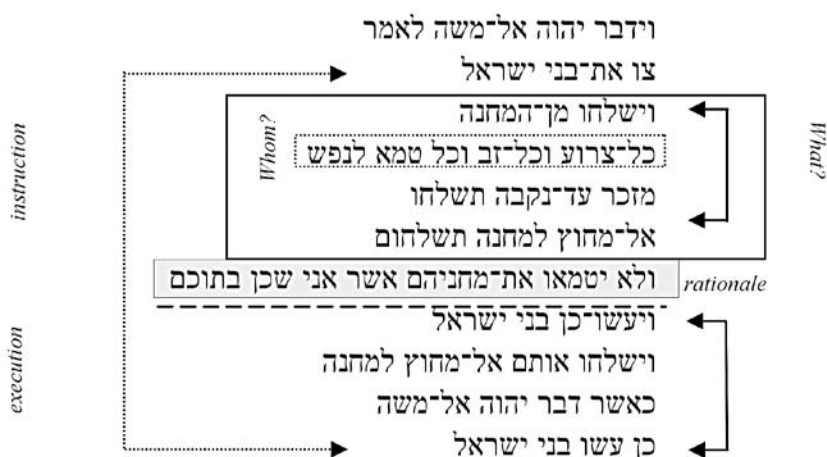 וידבר יהוה אל־משה לאמר
צו את־בני ישראל
וישלחו מן־המחנה
כל־צרוע וכל־זב וכל טמא לנפש
מזכר עד־נקבה תשלחו
אל־מחוץ למחנה תשלחום
ולא יטמאו את־מחניהם אשר אני שכן בתוכם
ויעשו־כן בני ישראל
וישלחו אותם אל־מחוץ למחנה
כאשר דבר יהוה אל־משה
כן עשו בני ישראל
What?
Whom?
rationale
instruction
execution